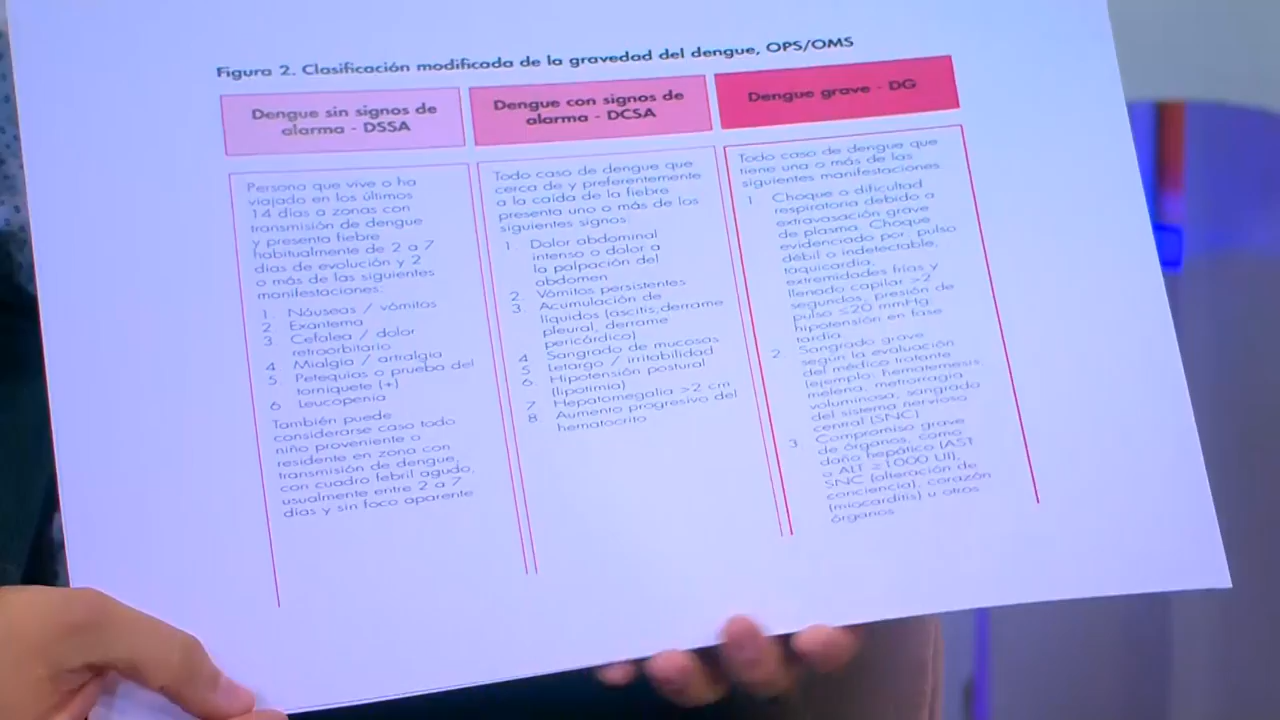 Figura 2. Clasificación modificada de la gravedad del dengue, OPS/OMS
Dengue sin signos de
alarma - DSSA
Persona que vive o ha
viajado en los últimos
14 días a zonas con
transmisión de dengue
y presenta fiebre
habitualmente de 2 a 7
días de evolución y 2
o más de las siguientes
manifestaciones:
1. Náuseas / vómitos
2. Exantema
3. Cefalea / dolor
retroorbitario
4. Mialgia / artralgia
5. Petequias o prueba del
torniquete (+)
6. Leucopenia
También puede
considerarse caso todo
niño proveniente o
residente en zona con
transmisión de dengue,
con cuadro febril agudo,
usualmente entre 2 a 7
días y sin foco aparente
Dengue con signos de
alarma - DCSA
Todo caso de dengue que
cerca de y preferentemente
a la caída de la fiebre
presenta uno o más de los
siguientes signos
1. Dolor abdominal
intenso o dolor a
la palpación del
abdomen
2. Vómitos persistentes
3. Acumulación de
líquidos (ascitis,derrame
pleural, derrame
pericárdico)
4. Sangrado de mucosas
5. Letargo / irritabilidad
6. Hipotensión postural
(lipotimia)
7. Hepatomegalia >2 cm
8. Aumento progresivo del
hematocrito
Dengue grave - DG
Todo caso de dengue que
tiene una o más de las
siguientes manifestaciones
1. Choque o dificultad
respiratoria debido a
extravasación grave
de plasma. Choque
evidenciado por: pulso
débil o indetectable,
taquicardia,
extremidades frías y
llenado capilar >2
segundos, presión de
pulso ≤20 mmHg:
hipotensión en fase
tardía.
2. Sangrado grave
según la evaluación
del médico tratante
(ejemplo: hematemesis,
melena, metrorragia
voluminosa, sangrado
del sistema nervioso
central (SNC)
3. Compromiso grave
de órganos, como
daño hepático (AST
o ALT ≥1000 UI),
SNC (alteración de
conciencia), corazón
(miocarditis) u otros
órganos